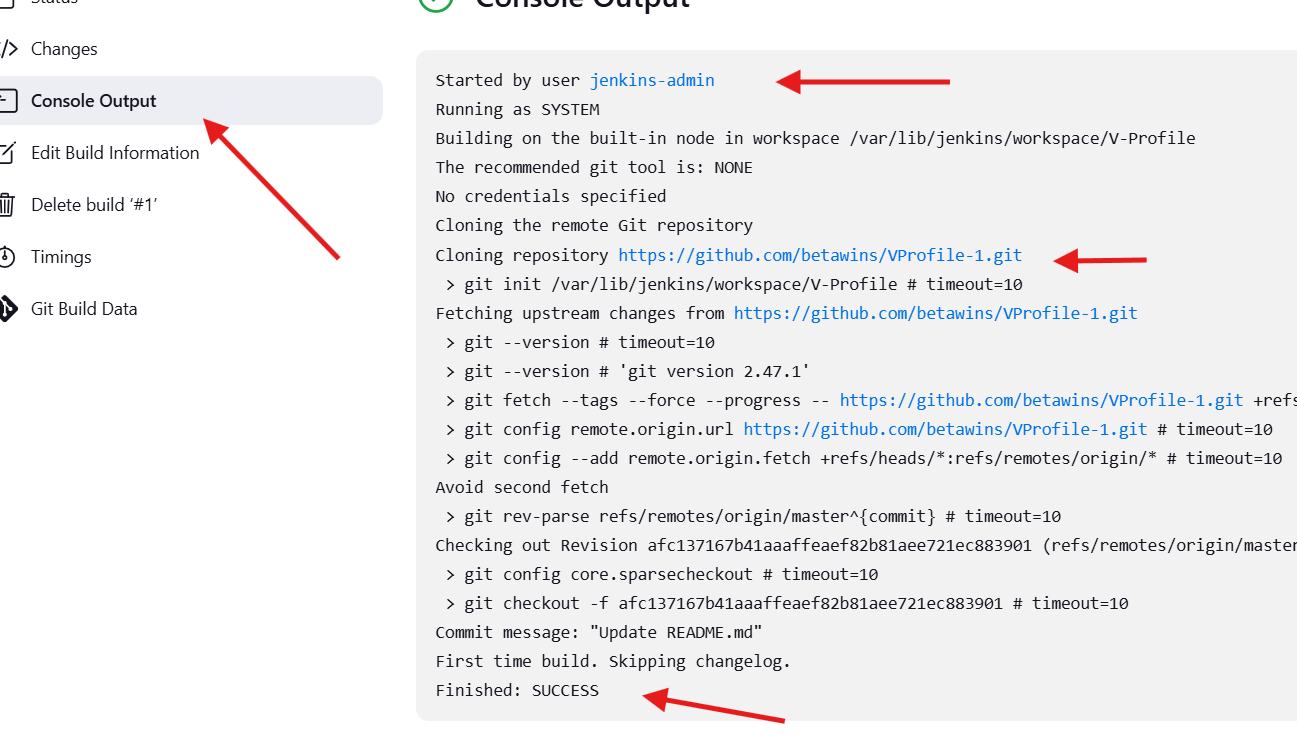 Status
Console Output
Changes
Console Output
Edit Build Information
Delete build ‘#1’
Timings
Git Build Data
Started by user jenkins-admin
Running as SYSTEM
Building on the built-in node in workspace /var/lib/jenkins/workspace/V-Profile
The recommended git tool is: NONE
No credentials specified
Cloning the remote Git repository
Cloning repository https://github.com/betawins/VProfile-1.git
> git init /var/lib/jenkins/workspace/V-Profile # timeout=10
Fetching upstream changes from https://github.com/betawins/VProfile-1.git
> git --version # timeout=10
> git --version # 'git version 2.47.1'
> git fetch --tags --force --progress -- https://github.com/betawins/VProfile-1.git +refs
> git config remote.origin.url https://github.com/betawins/VProfile-1.git # timeout=10
> git config --add remote.origin.fetch +refs/heads/*:refs/remotes/origin/* # timeout=10
Avoid second fetch
> git rev-parse refs/remotes/origin/master^{commit} # timeout=10
Checking out Revision afc137167b41aaaffeaef82b81aee721ec883901 (refs/remotes/origin/master
> git config core.sparsecheckout # timeout=10
> git checkout -f afc137167b41aaaffeaef82b81aee721ec883901 # timeout=10
Commit message: "Update README.md"
First time build. Skipping changelog.
Finished: SUCCESS